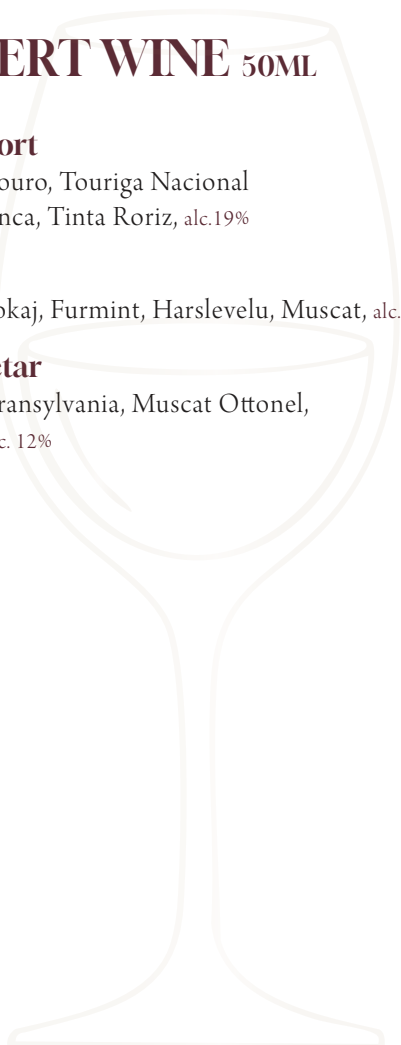 ERT WINE 50ML
ort
ouro, Touriga Nacional
nca, Tinta Roriz, alc.19%
okaj, Furmint, Harslevelu, Muscat, alc.
tar
ransylvania, Muscat Ottonel,
c. 12%